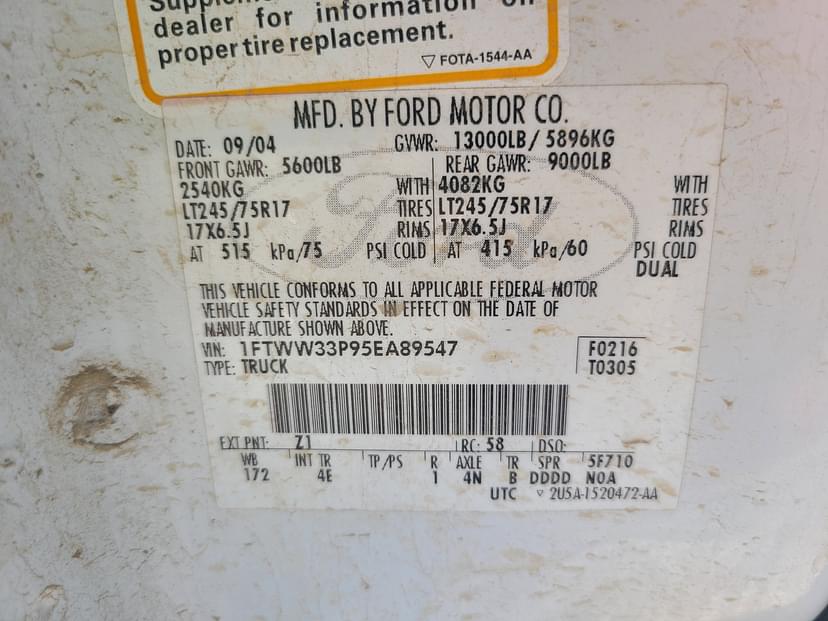 Supplem
dealer for information on
proper tire replacement.
▽ FOTA-1544-AA
MFD. BY FORD MOTOR CO.
DATE: 09/04 GVWR: 13000LB/ 5896KG
FRONT GAWR: 5600LB REAR GAWR: 9000LB
2540KG WITH 4082KG WITH
LT245/75R17 TIRES LT245/75R17 TIRES
17X6.5J RIMS 17X6.5J RIMS
AT 515 kPa/75 PSI COLD AT 415 kPa/60 PSI COLD
DUAL
Ford
THIS VEHICLE CONFORMS TO ALL APPLICABLE FEDERAL MOTOR
VEHICLE SAFETY STANDARDS IN EFFECT ON THE DATE OF
MANUFACTURE SHOWN ABOVE.
VIN: 1FTWW33P95EA89547 F0216
TYPE: TRUCK T0305
EXT PNT: Z1 RC: 58 DSO:
WB INT TR TP/PS R AXLE TR SPR 5F710
172 4E 1 4N B DDDD NOA
UTC ▽ 2U5A-1520472-AA